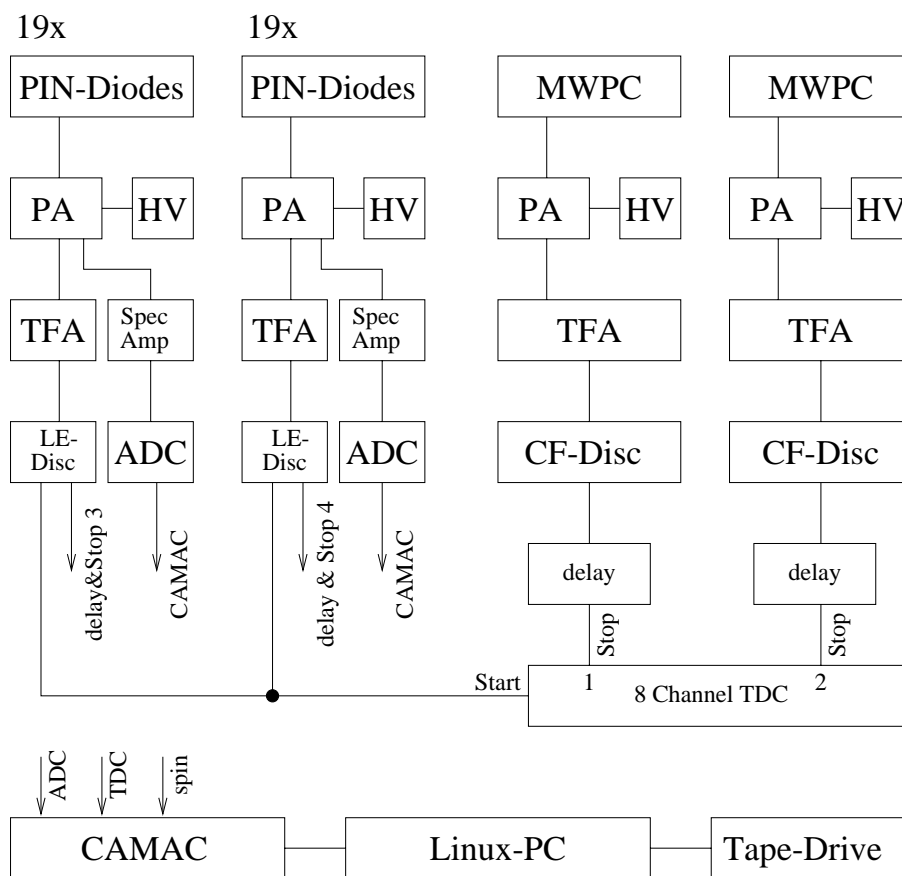 19x 19x
PIN-Diodes PIN-Diodes MWPC MWPC
PA HV PA HV PA HV PA HV
TFA Spec Amp TFA Spec Amp TFA TFA
LE-Disc ADC LE-Disc ADC CF-Disc CF-Disc
delay&Stop 3 CAMAC delay & Stop 4 CAMAC delay delay
Stop Stop
Start 1 8 Channel TDC 2
ADC TDC spin
CAMAC Linux-PC Tape-Drive